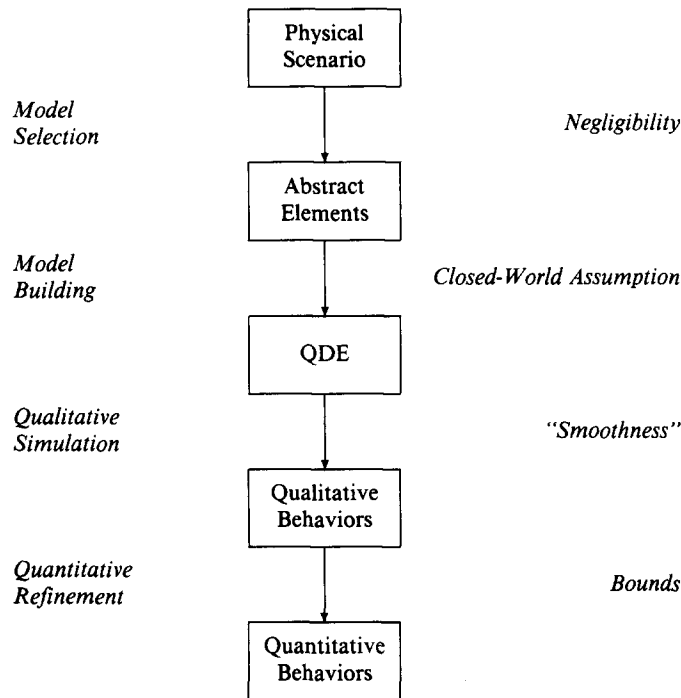 Physical
Scenario
Model
Selection
Negligibility
Abstract
Elements
Model
Building
Closed-World Assumption
QDE
Qualitative
Simulation
"Smoothness"
Qualitative
Behaviors
Quantitative
Refinement
Bounds
Quantitative
Behaviors